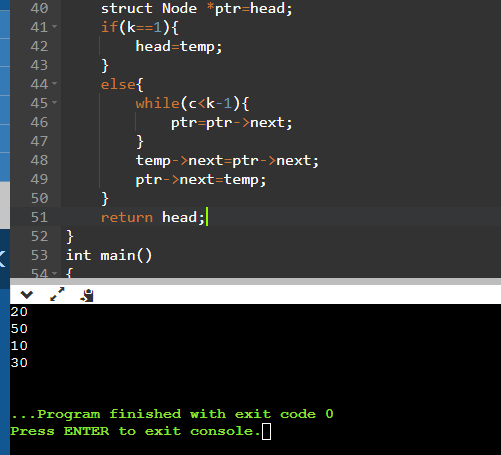 40 struct Node *ptr=head;
41 if(k==1){
42 head=temp;
43 }
44 else{
45 while(c<k-1){
46 ptr=ptr->next;
47 }
48 temp->next=ptr->next;
49 ptr->next=temp;
50 }
51 return head;
52 }
53 int main()
54 {
20
50
10
30
...Program finished with exit code 0
Press ENTER to exit console.